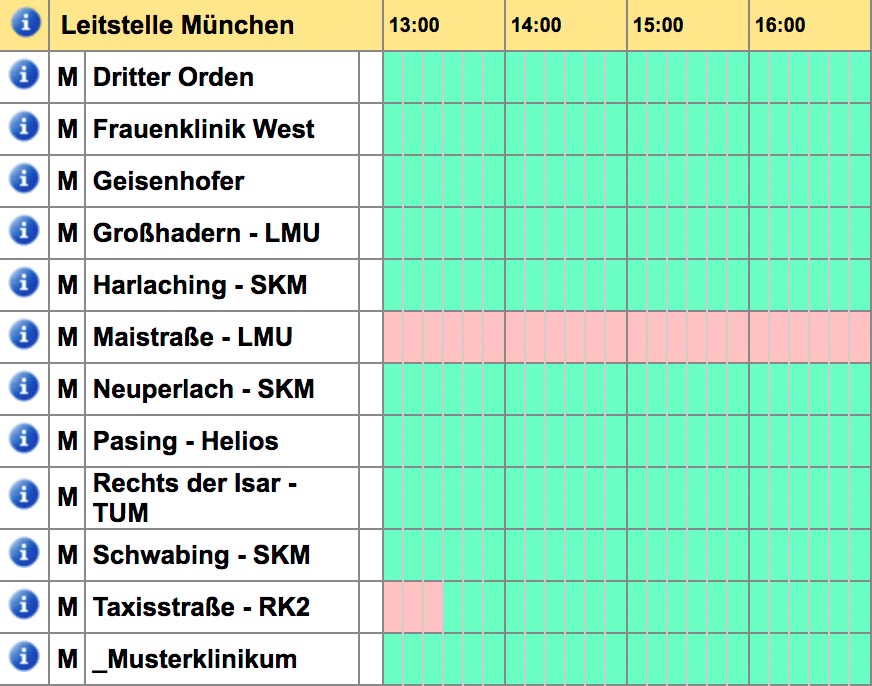 i Leitstelle München 13:00 14:00 15:00 16:00
i M Dritter Orden
i M Frauenklinik West
i M Geisenhofer
i M Großhadern - LMU
i M Harlaching - SKM
i M Maistraße - LMU
i M Neuperlach - SKM
i M Pasing - Helios
i M Rechts der Isar -
TUM
i M Schwabing - SKM
i M Taxisstraße - RK2
i M _Musterklinikum